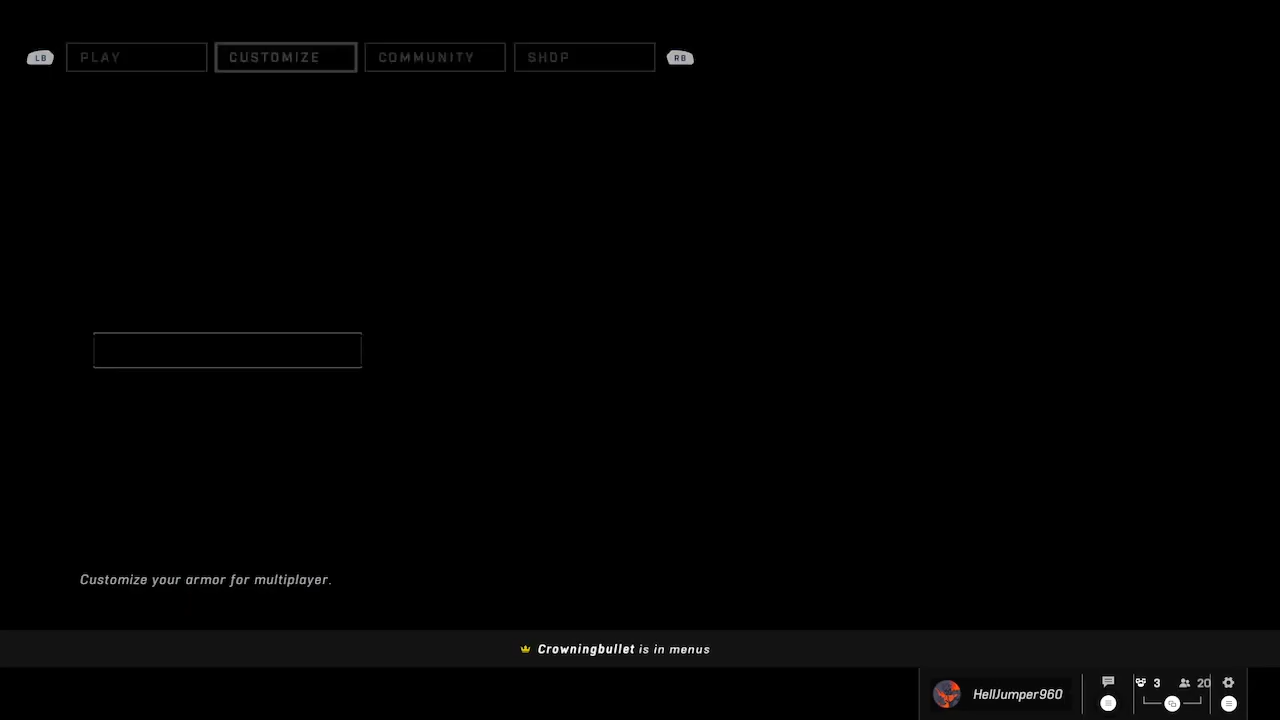 LB PLAY CUSTOMIZE COMMUNITY SHOP RB
Customize your armor for multiplayer.
Crowningbullet is in menus
HellJumper960 3 20